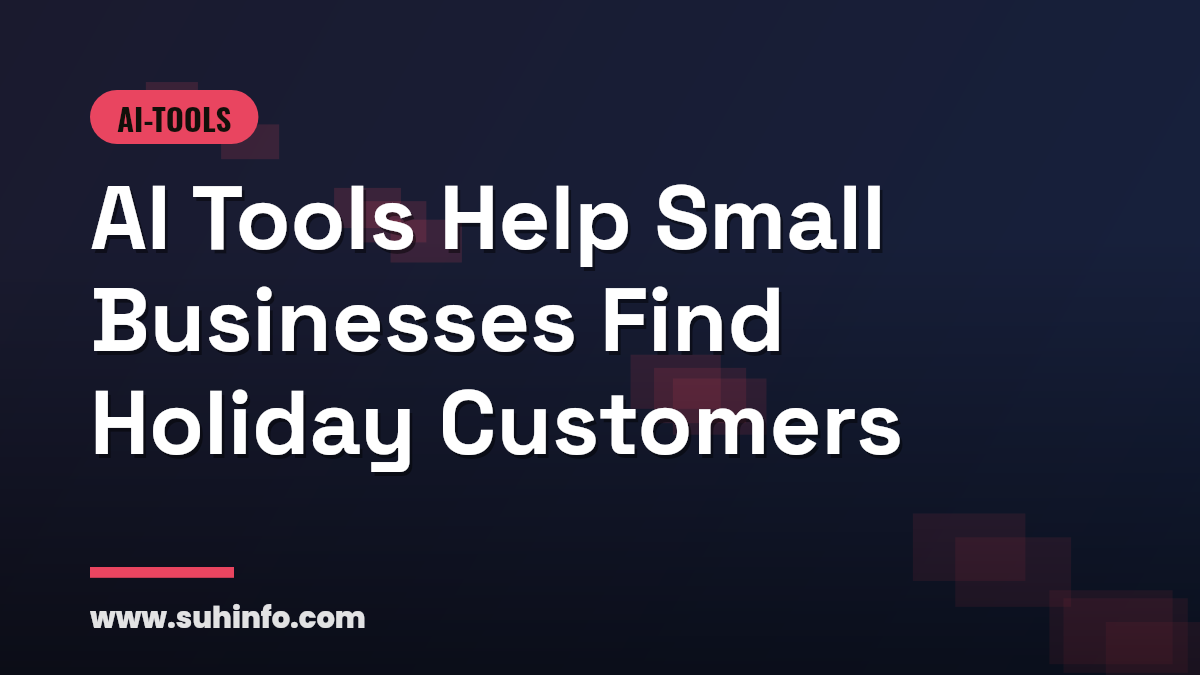 AI-TOOLS
AI Tools Help Small
Businesses Find
Holiday Customers
www.suhinfo.com